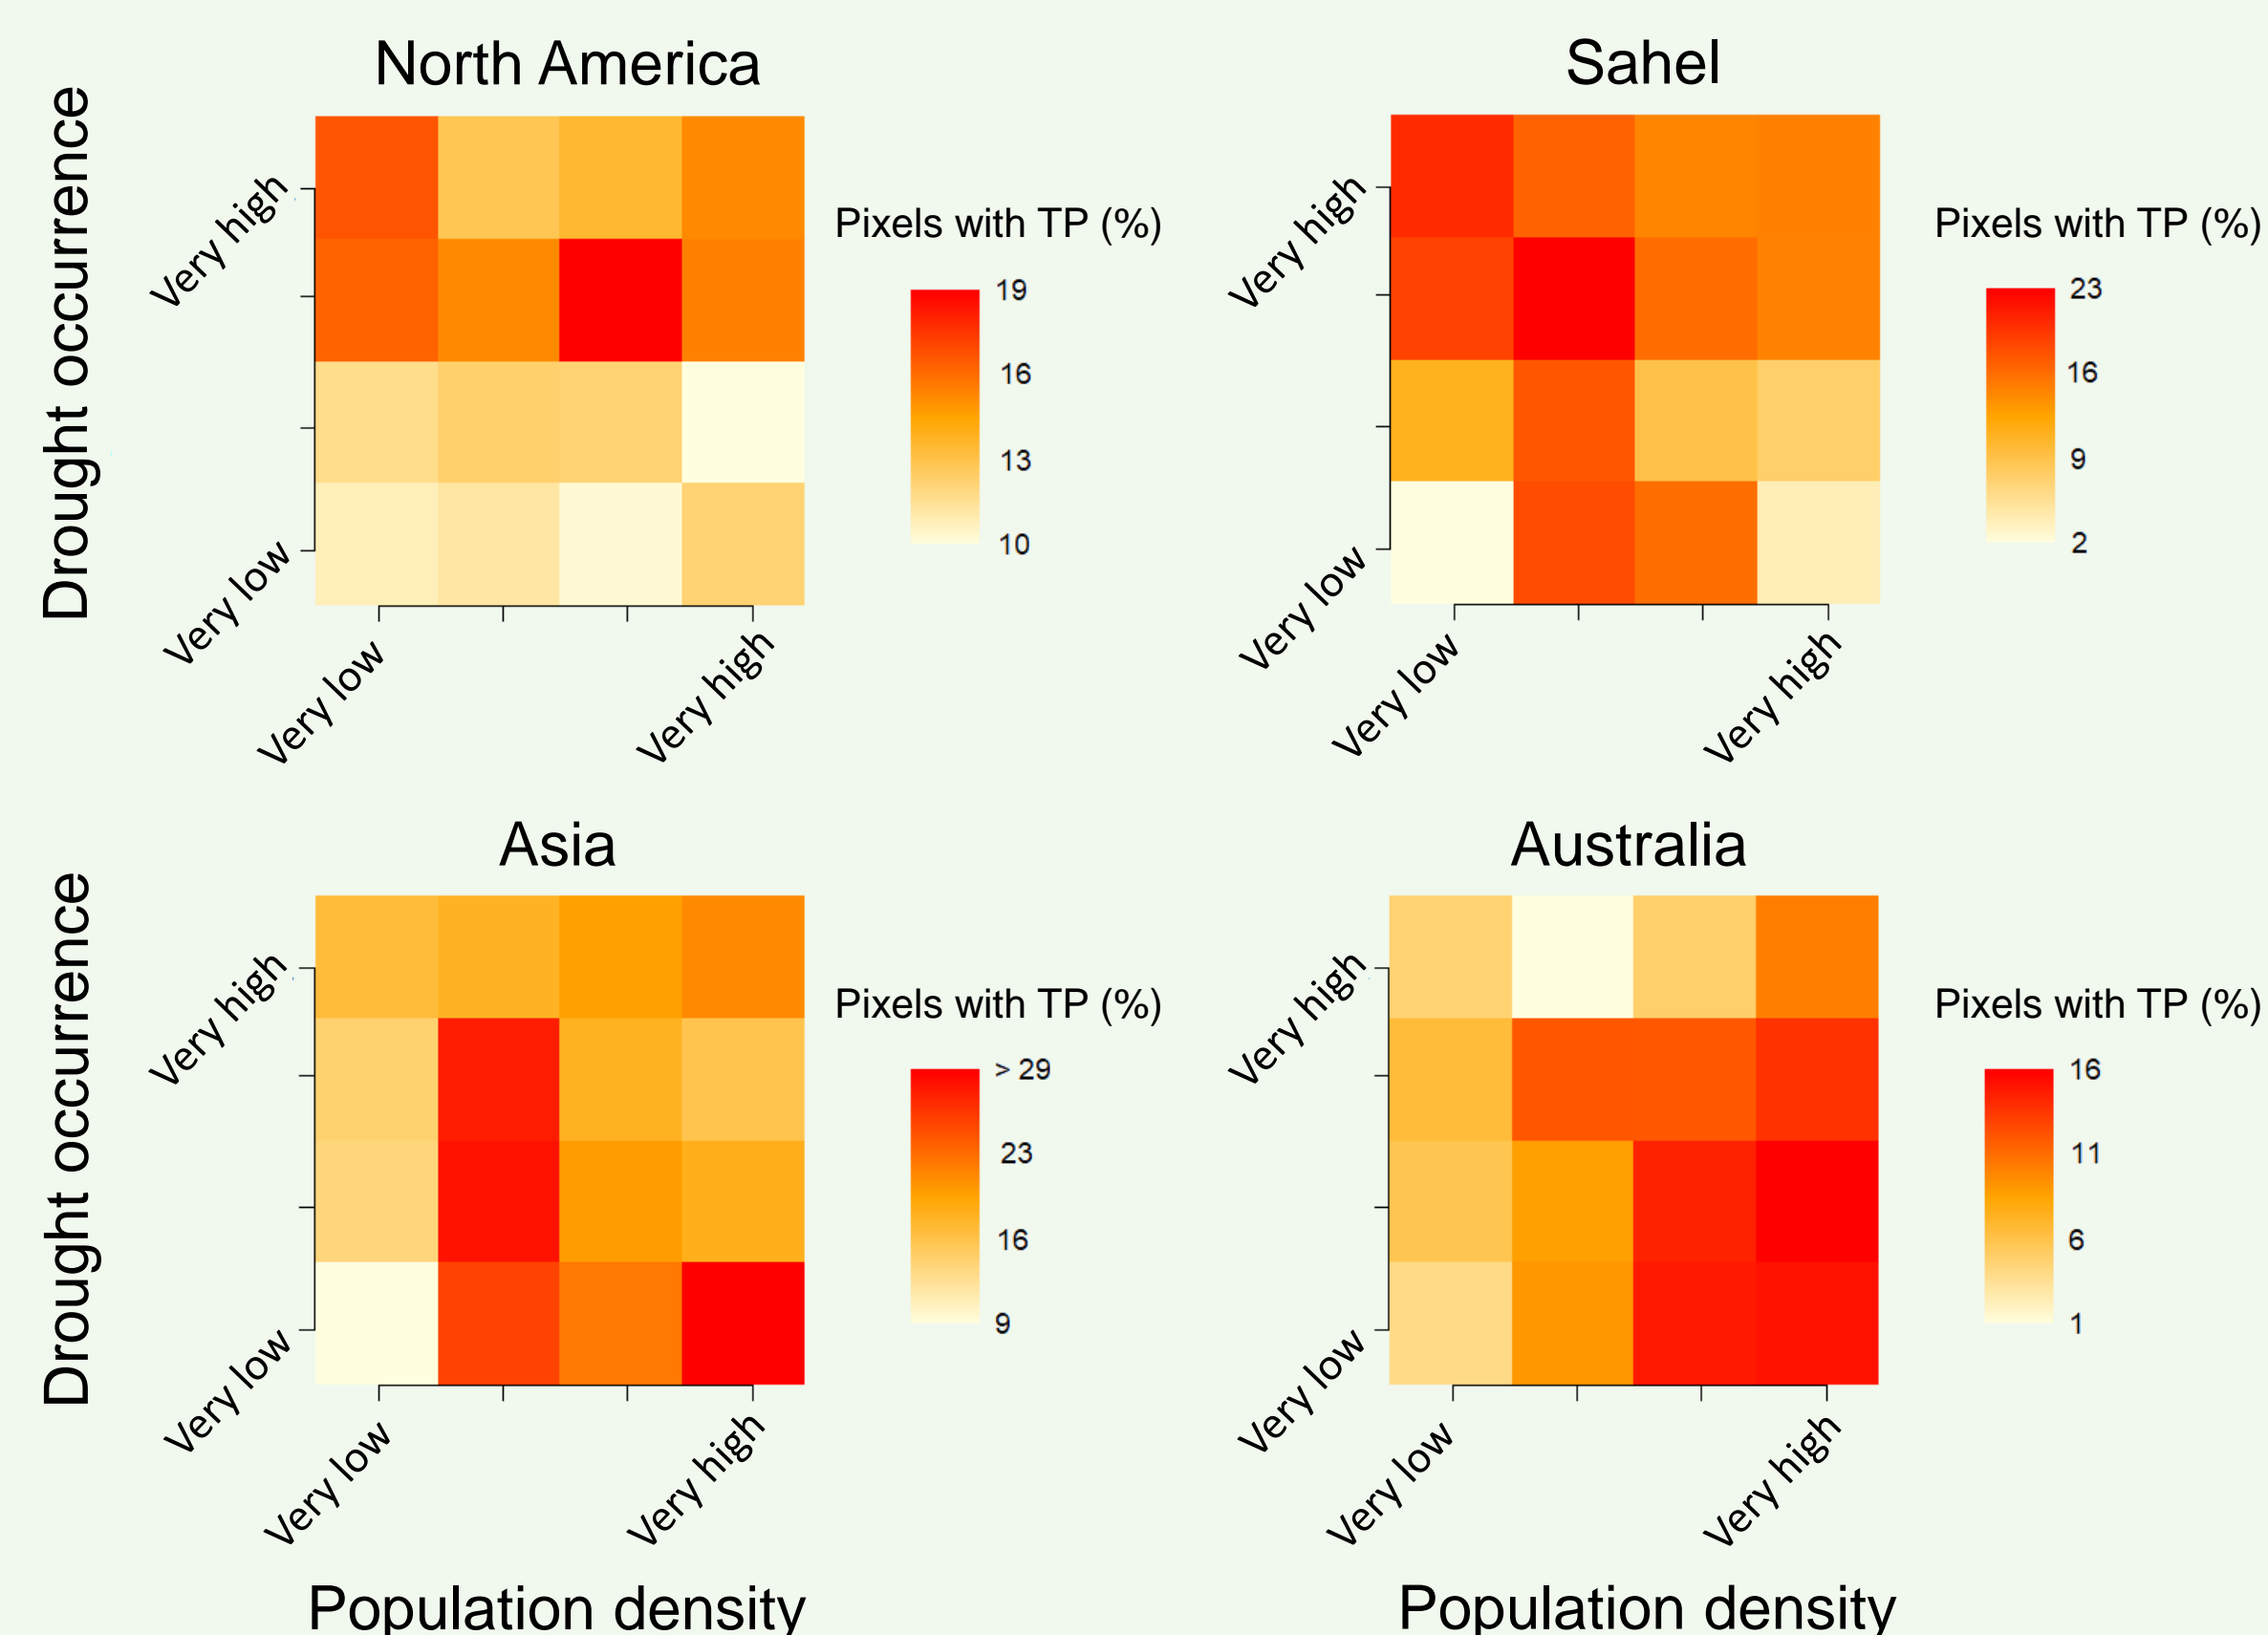 North America
Drought occurrence
Very high
Very low
Very low
Very high
Pixels with TP (%)
19
16
13
10
Sahel
Very high
Very low
Very low
Very high
Pixels with TP (%)
23
16
9
2
Asia
Drought occurrence
Very high
Very low
Very low
Very high
Population density
Pixels with TP (%)
> 29
23
16
9
Australia
Very high
Very low
Very low
Very high
Population density
Pixels with TP (%)
16
11
6
1